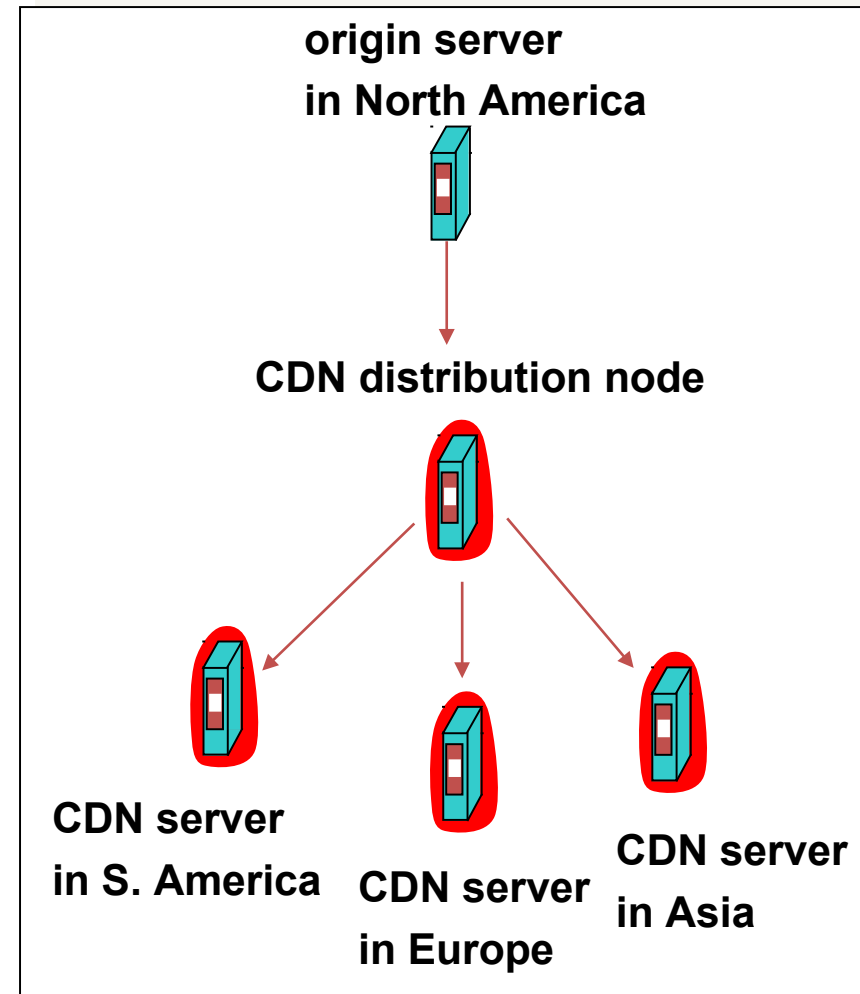 origin server
in North America
CDN distribution node
CDN server
in S. America
CDN server
in Europe
CDN server
in Asia